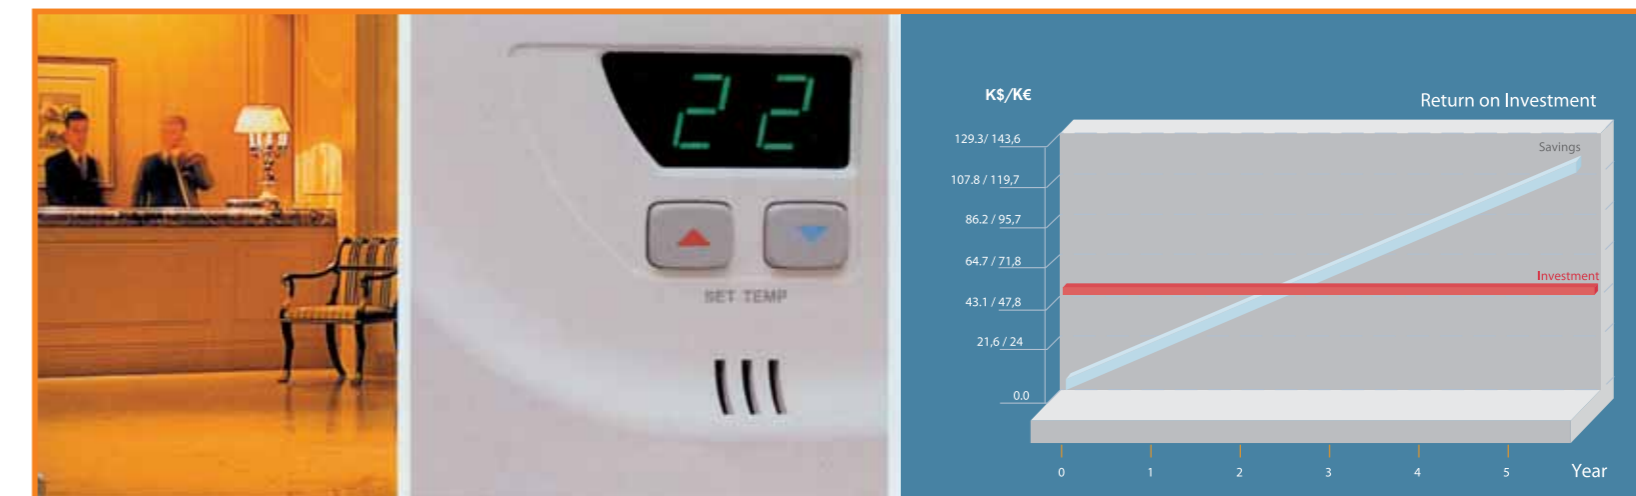 22
SET TEMP
K$/K€
Return on Investment
129.3/ 143,6
Savings
107.8 / 119,7
86.2 / 95,7
64.7 / 71,8
Investment
43.1 / 47,8
21,6 / 24
0.0
0 1 2 3 4 5 Year